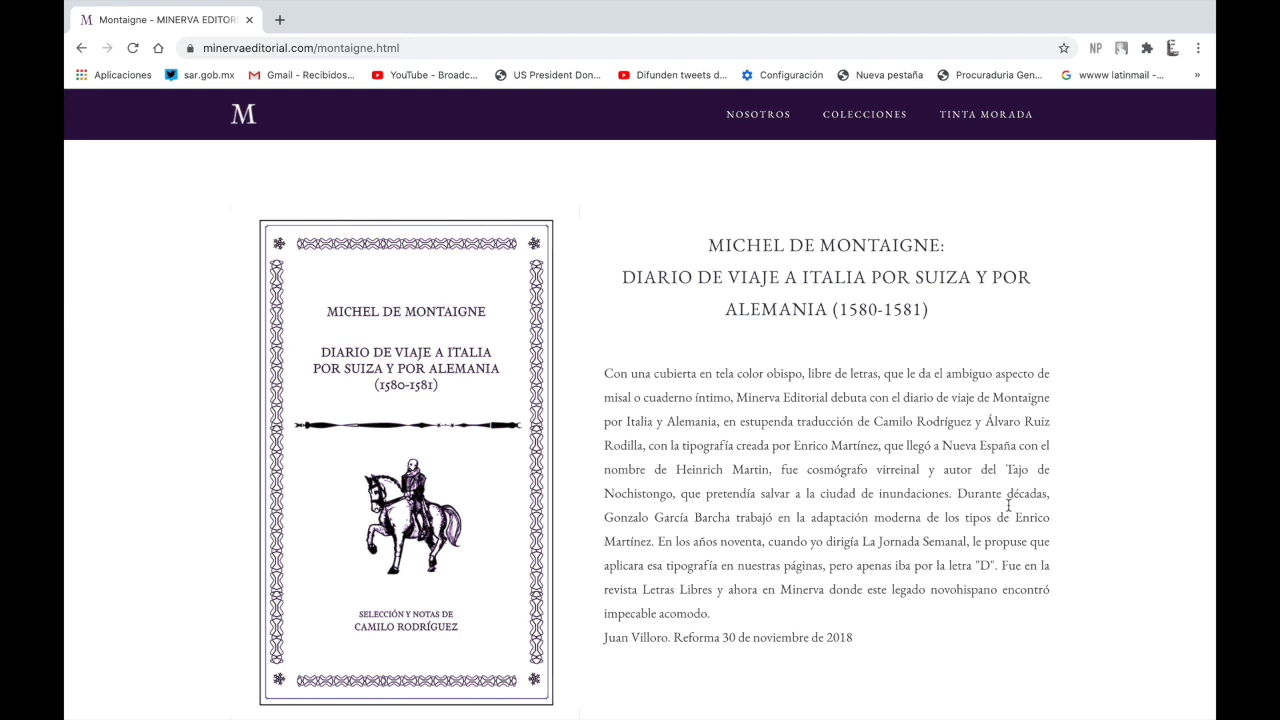 Montaigne - MINERVA EDITOR
minervaeditorial.com/montaigne.html
NP
Aplicaciones
sar.gob.mx
Gmail - Recibidos...
YouTube - Broadc...
US President Don...
Difunden tweets d...
Configuración
Nueva pestaña
Procuraduria Gen...
wwww latinmail -...
»
M
NOSOTROS
COLECCIONES
TINTA MORADA
MICHEL DE MONTAIGNE
DIARIO DE VIAJE A ITALIA
POR SUIZA Y POR ALEMANIA
(1580-1581)
SELECCIÓN Y NOTAS DE
CAMILO RODRÍGUEZ
MICHEL DE MONTAIGNE:
DIARIO DE VIAJE A ITALIA POR SUIZA Y POR
ALEMANIA (1580-1581)
Con una cubierta en tela color obispo, libre de letras, que le da el ambiguo aspecto de
misal o cuaderno íntimo, Minerva Editorial debuta con el diario de viaje de Montaigne
por Italia y Alemania, en estupenda traducción de Camilo Rodríguez y Álvaro Ruiz
Rodilla, con la tipografía creada por Enrico Martínez, que llegó a Nueva España con el
nombre de Heinrich Martin, fue cosmógrafo virreinal y autor del Tajo de
Nochistongo, que pretendía salvar a la ciudad de inundaciones. Durante décadas,
Gonzalo García Barcha trabajó en la adaptación moderna de los tipos de Enrico
Martínez. En los años noventa, cuando yo dirigía La Jornada Semanal, le propuse que
aplicara esa tipografía en nuestras páginas, pero apenas iba por la letra "D". Fue en la
revista Letras Libres y ahora en Minerva donde este legado novohispano encontró
impecable acomodo.
Juan Villoro. Reforma 30 de noviembre de 2018